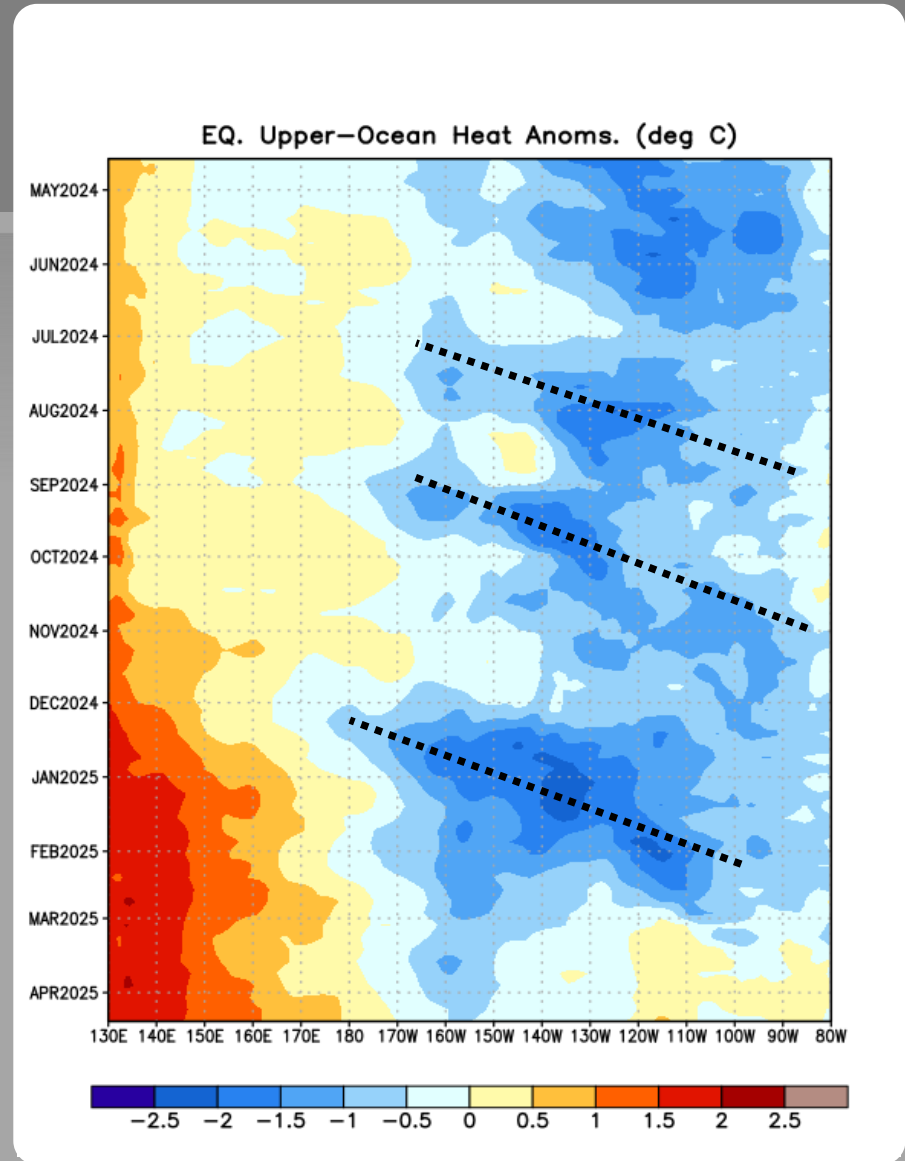 EQ. Upper−Ocean Heat Anoms. (deg C)
MAY2024
JUN2024
JUL2024
AUG2024
SEP2024
OCT2024
NOV2024
DEC2024
JAN2025
FEB2025
MAR2025
APR2025
130E 140E 150E 160E 170E 180 170W 160W 150W 140W 130W 120W 110W 100W 90W 80W
−2.5 −2 −1.5 −1 −0.5 0 0.5 1 1.5 2 2.5